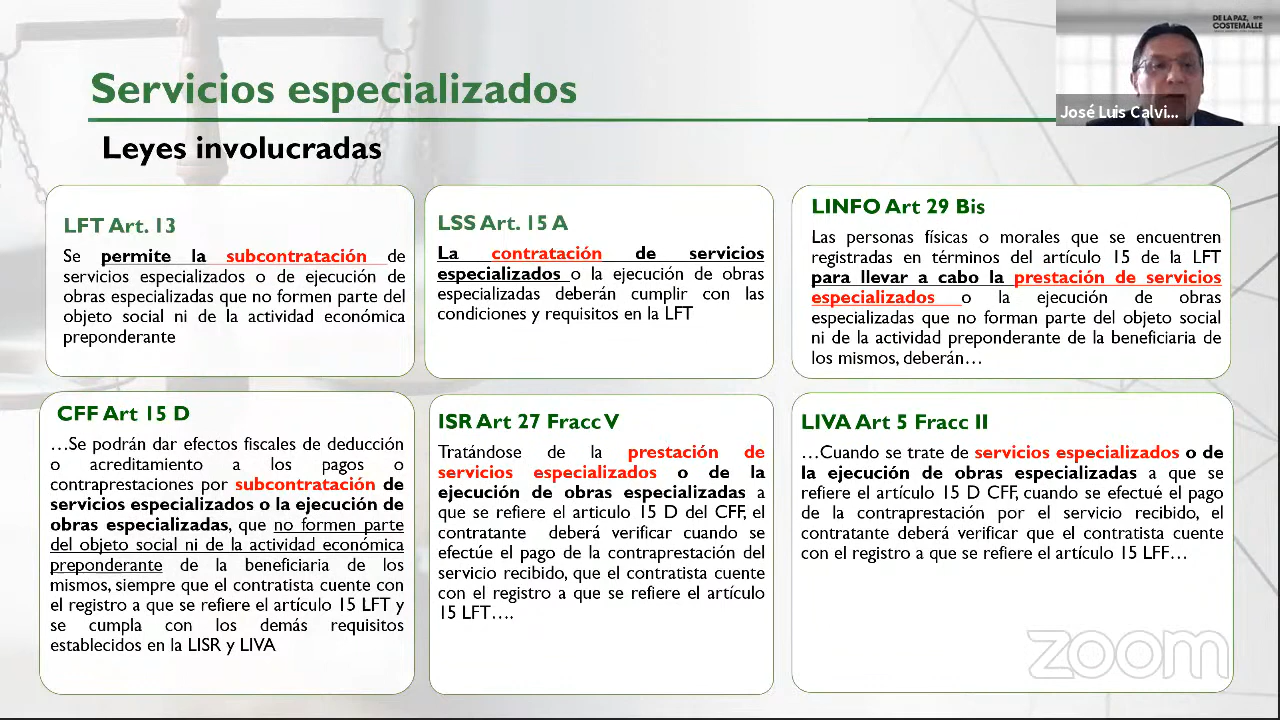 DE LA PAZ,
COSTEMALLE
José Luis Calvi...
Servicios especializados
Leyes involucradas
LFT Art. 13
Se permite la subcontratación de
servicios especializados o de ejecución de
obras especializadas que no formen parte del
objeto social ni de la actividad económica
preponderante
LSS Art. 15 A
La contratación de servicios
especializados o la ejecución de obras
especializadas deberán cumplir con las
condiciones y requisitos en la LFT
LINFO Art 29 Bis
Las personas físicas o morales que se encuentren
registradas en términos del artículo 15 de la LFT
para llevar a cabo la prestación de servicios
especializados o la ejecución de obras
especializadas que no forman parte del objeto social
ni de la actividad preponderante de la beneficiaria de
los mismos, deberán…
CFF Art 15 D
…Se podrán dar efectos fiscales de deducción
o acreditamiento a los pagos o
contraprestaciones por subcontratación de
servicios especializados o la ejecución de
obras especializadas, que no formen parte
del objeto social ni de la actividad económica
preponderante de la beneficiaria de los
mismos, siempre que el contratista cuente con
el registro a que se refiere el artículo 15 LFT y
se cumpla con los demás requisitos
establecidos en la LISR y LIVA
ISR Art 27 Fracc V
Tratándose de la prestación de
servicios especializados o de la
ejecución de obras especializadas a
que se refiere el articulo 15 D del CFF, el
contratante deberá verificar cuando se
efectúe el pago de la contraprestación del
servicio recibido, que el contratista cuente
con el registro a que se refiere el artículo
15 LFT….
LIVA Art 5 Fracc II
…Cuando se trate de servicios especializados o de
la ejecución de obras especializadas a que se
refiere el artículo 15 D CFF, cuando se efectué el pago
de la contraprestación por el servicio recibido, el
contratante deberá verificar que el contratista cuente
con el registro a que se refiere el artículo 15 LFF…
zoom